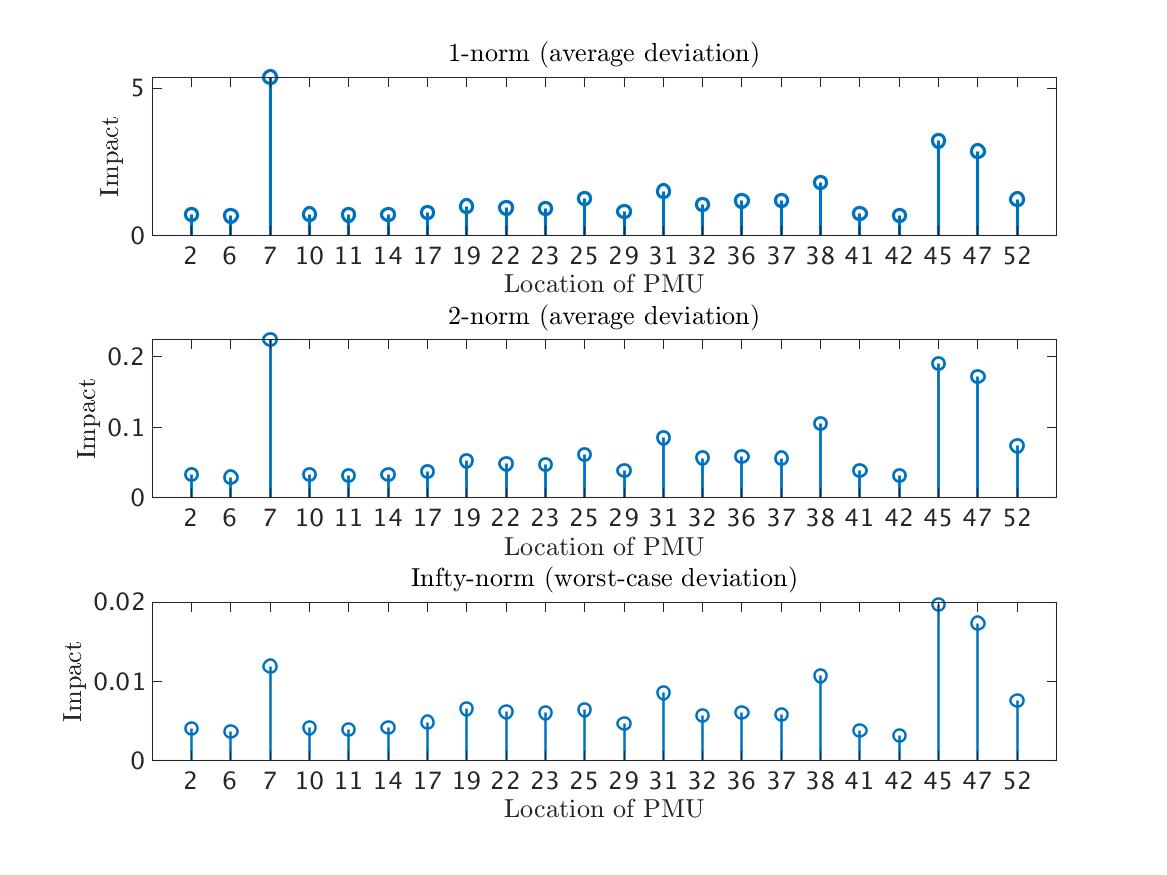 1-norm (average deviation)
5
0
Impact
2 6 7 10 11 14 17 19 22 23 25 29 31 32 36 37 38 41 42 45 47 52
Location of PMU
2-norm (average deviation)
0.2
0.1
0
Impact
2 6 7 10 11 14 17 19 22 23 25 29 31 32 36 37 38 41 42 45 47 52
Location of PMU
Infty-norm (worst-case deviation)
0.02
0.01
0
Impact
2 6 7 10 11 14 17 19 22 23 25 29 31 32 36 37 38 41 42 45 47 52
Location of PMU